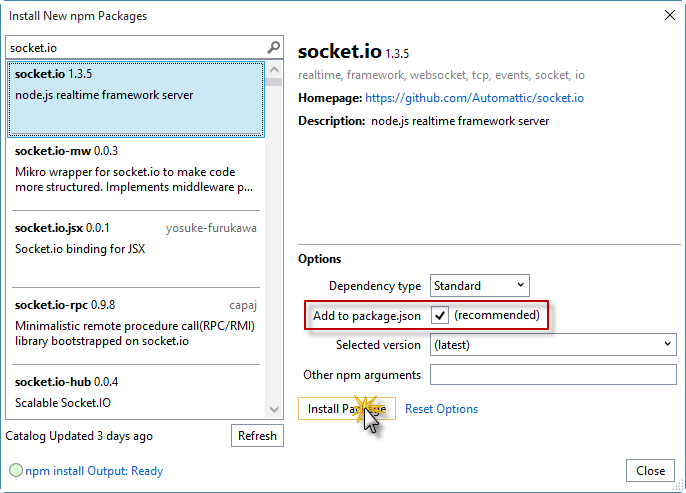 Install New npm Packages
socket.io
socket.io 1.3.5
node.js realtime framework server
socket.io-mw 0.0.3
Mikro wrapper for socket.io to make code
more structured. Implements middleware p...
socket.io.jsx 0.0.1 yosuke-furukawa
Socket.io binding for JSX
socket.io-rpc 0.9.8 capaj
Minimalistic remote procedure call(RPC/RMI)
library bootstrapped on socket.io
socket.io-hub 0.0.4
Scalable Socket.IO
Catalog Updated 3 days ago
Refresh
npm install Output: Ready
socket.io 1.3.5
realtime, framework, websocket, tcp, events, socket, io
Homepage: https://github.com/Automattic/socket.io
Description: node.js realtime framework server
Options
Dependency type Standard
Add to package.json (recommended)
Selected version (latest)
Other npm arguments
Install Package Reset Options
Close